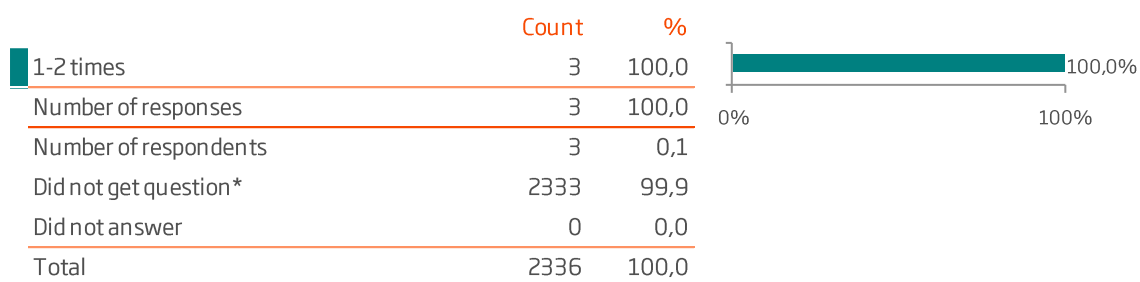 Count %
1-2 times 3 100,0
Number of responses 3 100,0
Number of respondents 3 0,1
Did not get question* 2333 99,9
Did not answer 0 0,0
Total 2336 100,0
100,0%
0% 100%